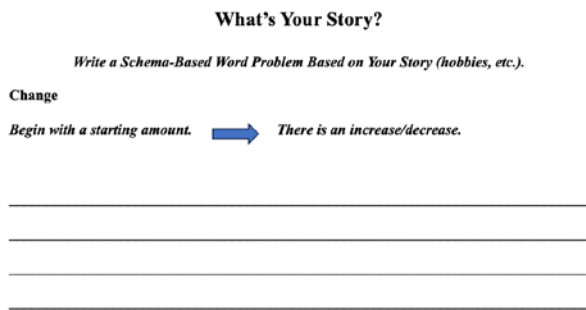 What's Your Story?
Write a Schema-Based Word Problem Based on Your Story (hobbies, etc.).
Change
Begin with a starting amount. There is an increase/decrease.